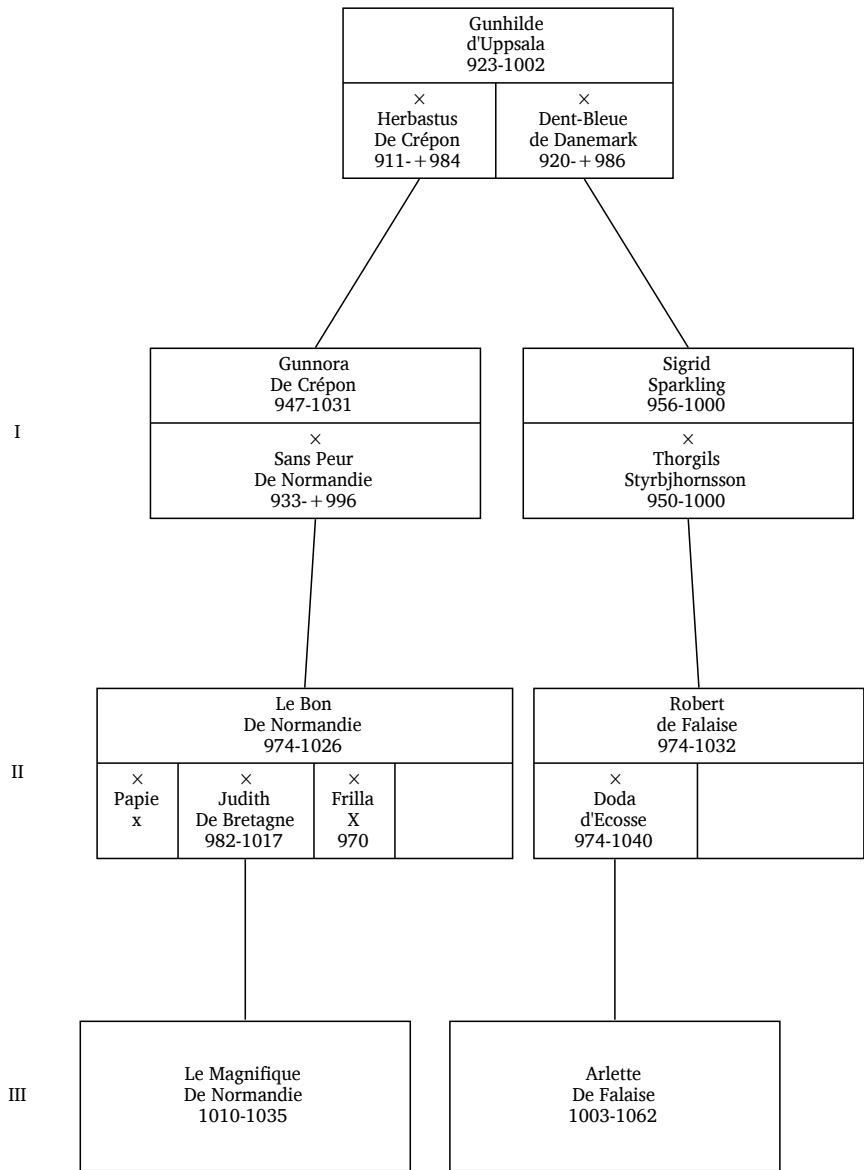 Gunhilde
d'Uppsala
923-1002
×
Herbastus
De Crépon
911-+984
×
Dent-Bleue
de Danemark
920-+986
I
Gunnora
De Crépon
947-1031
×
Sans Peur
De Normandie
933-+996
Sigrid
Sparkling
956-1000
×
Thorgils
Styrbjhornsson
950-1000
II
Le Bon
De Normandie
974-1026
×
Papie
x
×
Judith
De Bretagne
982-1017
×
Frilla
X
970
Robert
de Falaise
974-1032
×
Doda
d'Ecosse
974-1040
III
Le Magnifique
De Normandie
1010-1035
Arlette
De Falaise
1003-1062